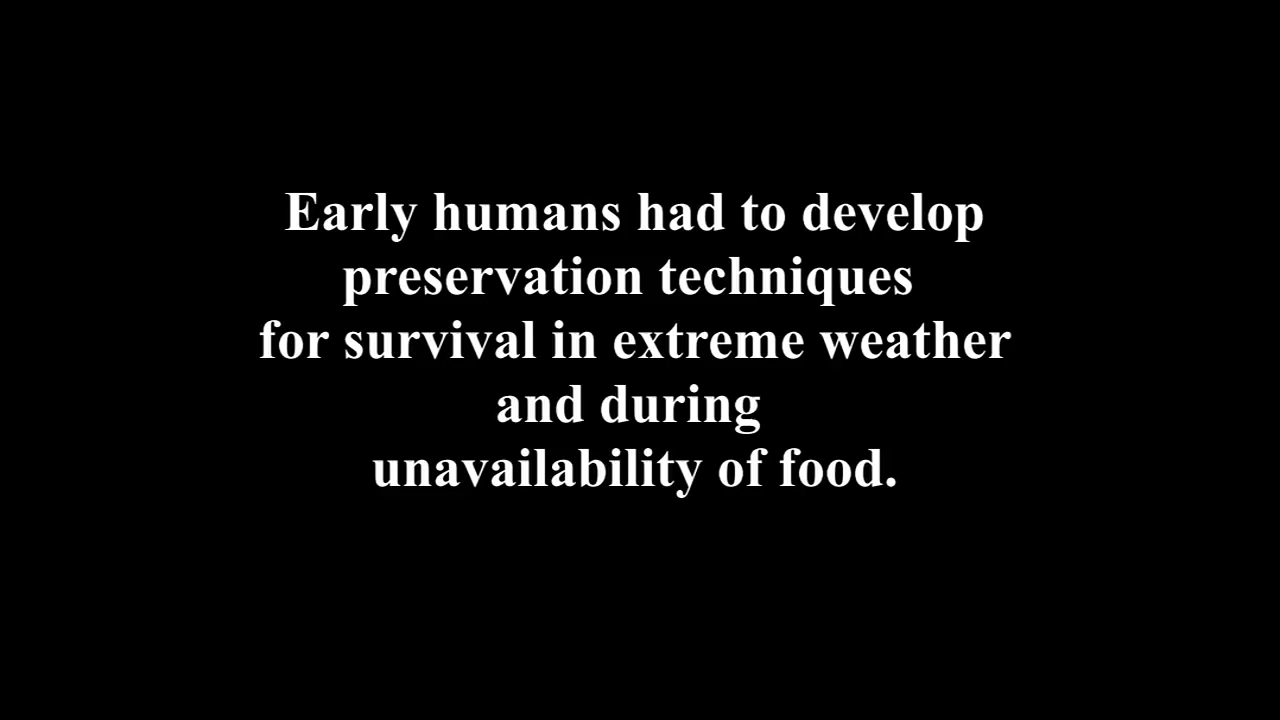 Early humans had to develop
preservation techniques
for survival in extreme weather
and during
unavailability of food.